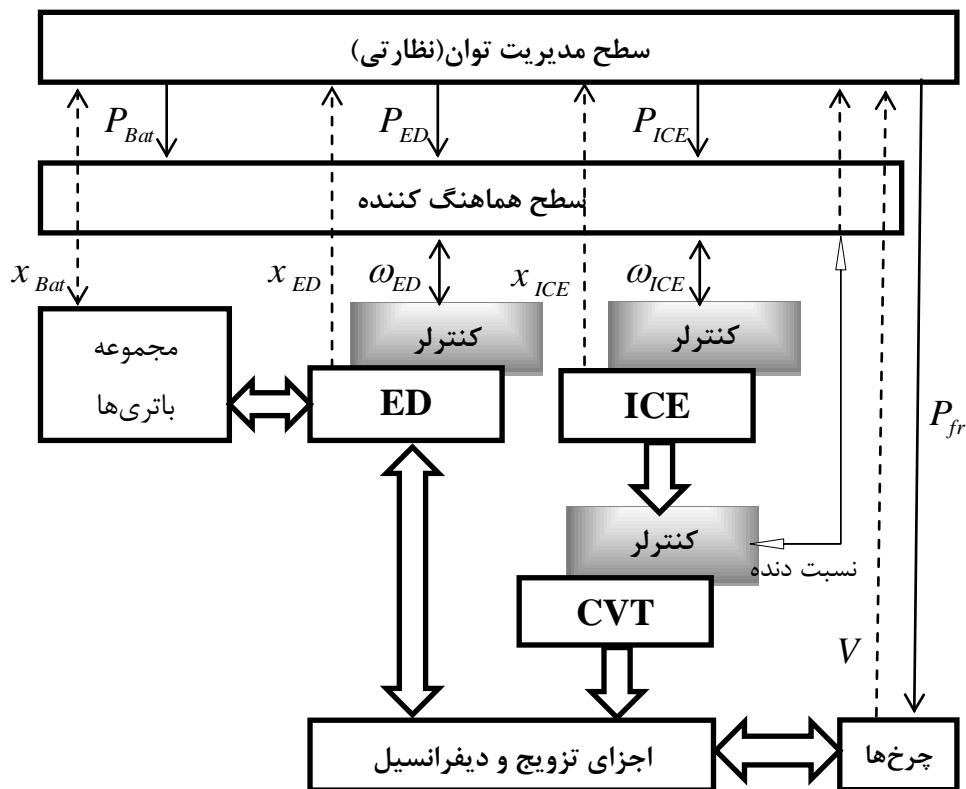 سطح مدیریت توان(نظارتی)
P_Bat
P_ED
P_ICE
سطح هماهنگ کننده
x_Bat
x_ED
ω_ED
x_ICE
ω_ICE
کنترلر
کنترلر
مجموعه
باتری‌ها
ED
ICE
P_fr
کنترلر
نسبت دنده
CVT
V
اجزای تزویج و دیفرانسیل
چرخ‌ها